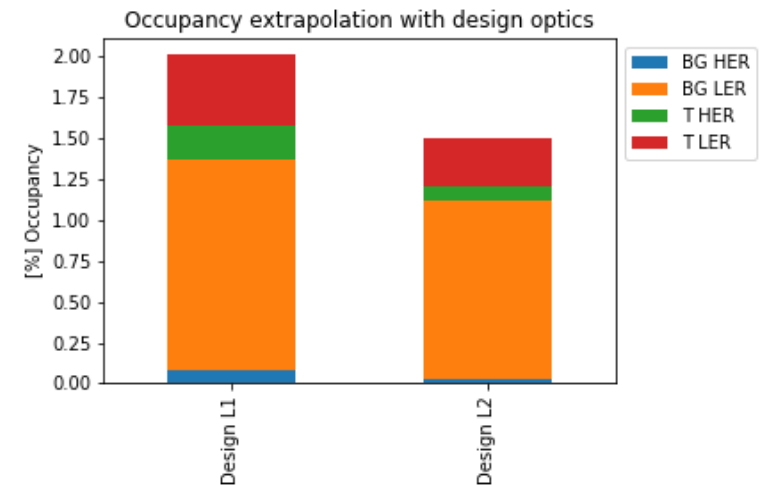 Occupancy extrapolation with design optics
[%] Occupancy
2.00
1.75
1.50
1.25
1.00
0.75
0.50
0.25
0.00
Design L1
Design L2
BG HER
BG LER
T HER
T LER